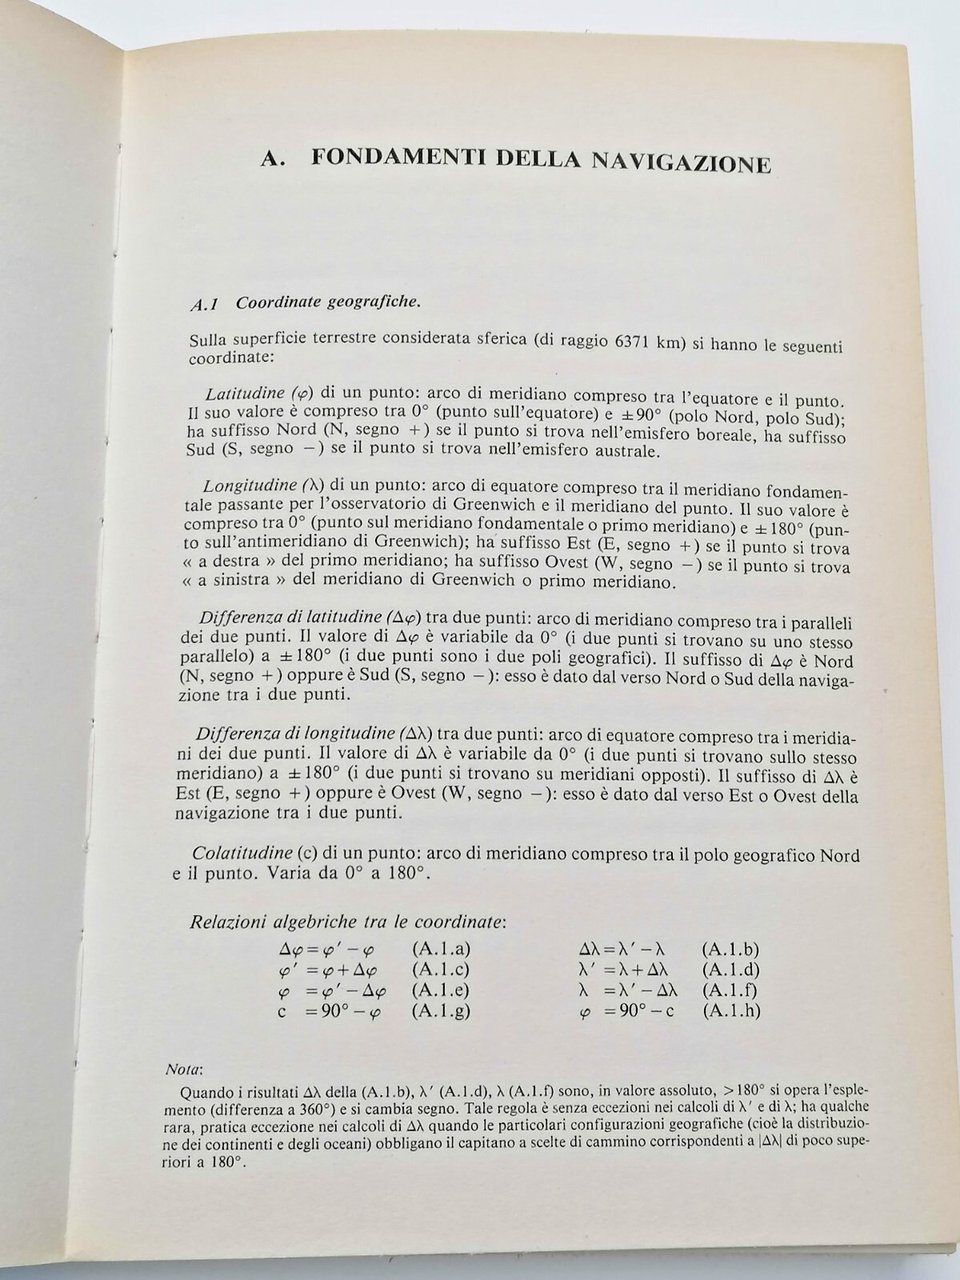 A. FONDAMENTI DELLA NAVIGAZIONE
A.1 Coordinate geografiche.
Sulla superficie terrestre considerata sferica (di raggio 6371 km) si hanno le seguenti
coordinate:
Latitudine (φ) di un punto: arco di meridiano compreso tra l'equatore e il punto.
Il suo valore è compreso tra 0° (punto sull'equatore) e ±90° (polo Nord, polo Sud);
ha suffisso Nord (N, segno +) se il punto si trova nell'emisfero boreale, ha suffisso
Sud (S, segno −) se il punto si trova nell'emisfero australe.
Longitudine (λ) di un punto: arco di equatore compreso tra il meridiano fondamen-
tale passante per l'osservatorio di Greenwich e il meridiano del punto. Il suo valore è
compreso tra 0° (punto sul meridiano fondamentale o primo meridiano) e ±180° (pun-
to sull'antimeridiano di Greenwich); ha suffisso Est (E, segno +) se il punto si trova
« a destra » del primo meridiano; ha suffisso Ovest (W, segno −) se il punto si trova
« a sinistra » del meridiano di Greenwich o primo meridiano.
Differenza di latitudine (Δφ) tra due punti: arco di meridiano compreso tra i paralleli
dei due punti. Il valore di Δφ è variabile da 0° (i due punti si trovano su uno stesso
parallelo) a ±180° (i due punti sono i due poli geografici). Il suffisso di Δφ è Nord
(N, segno +) oppure è Sud (S, segno −): esso è dato dal verso Nord o Sud della naviga-
zione tra i due punti.
Differenza di longitudine (Δλ) tra due punti: arco di equatore compreso tra i meridia-
ni dei due punti. Il valore di Δλ è variabile da 0° (i due punti si trovano sullo stesso
meridiano) a ±180° (i due punti si trovano su meridiani opposti). Il suffisso di Δλ è
Est (E, segno +) oppure è Ovest (W, segno −): esso è dato dal verso Est o Ovest della
navigazione tra i due punti.
Colatitudine (c) di un punto: arco di meridiano compreso tra il polo geografico Nord
e il punto. Varia da 0° a 180°.
Relazioni algebriche tra le coordinate:
Δφ=φ′−φ (A.1.a) Δλ=λ′−λ (A.1.b)
φ′ =φ+Δφ (A.1.c) λ′ =λ+Δλ (A.1.d)
φ =φ′−Δφ (A.1.e) λ =λ′−Δλ (A.1.f)
c =90°−φ (A.1.g) φ =90°−c (A.1.h)
Nota:
Quando i risultati Δλ della (A.1.b), λ′ (A.1.d), λ (A.1.f) sono, in valore assoluto, >180° si opera l'esple-
mento (differenza a 360°) e si cambia segno. Tale regola è senza eccezioni nei calcoli di λ′ e di λ; ha qualche
rara, pratica eccezione nei calcoli di Δλ quando le particolari configurazioni geografiche (cioè la distribuzio-
ne dei continenti e degli oceani) obbligano il capitano a scelte di cammino corrispondenti a |Δλ| di poco supe-
riori a 180°.